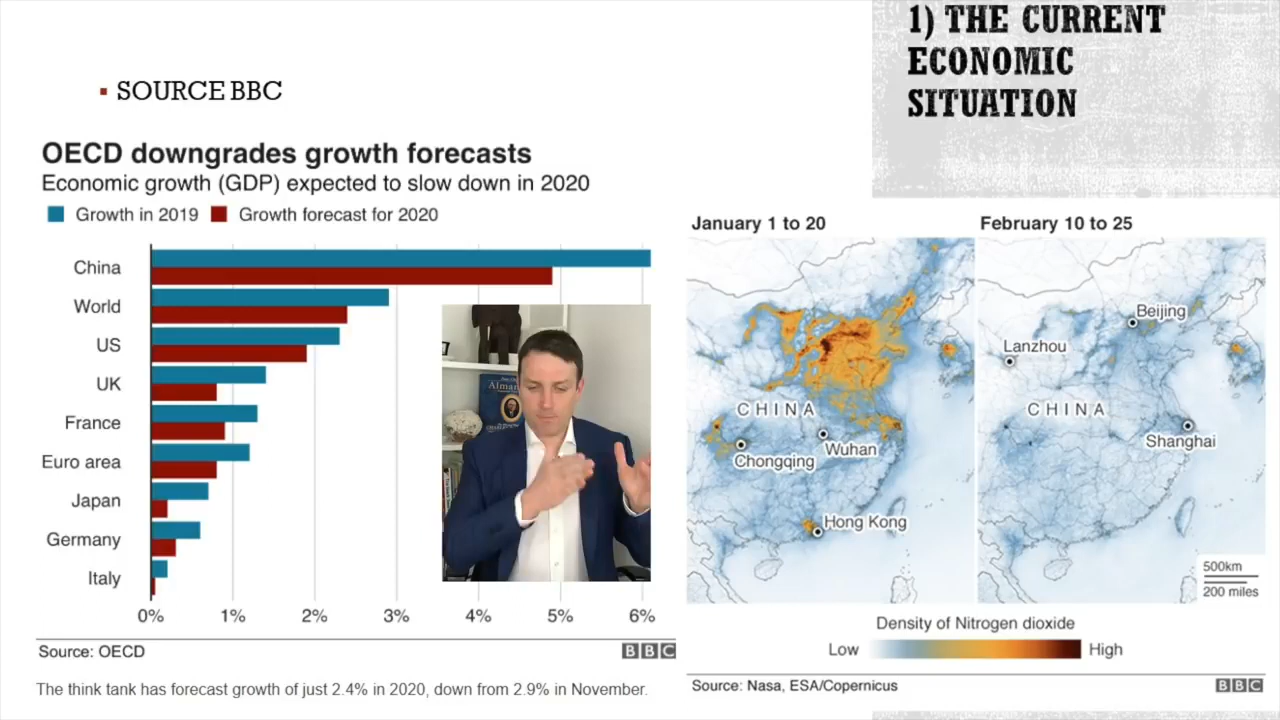 1) THE CURRENT
ECONOMIC
SITUATION
▪ SOURCE BBC
OECD downgrades growth forecasts
Economic growth (GDP) expected to slow down in 2020
Growth in 2019 Growth forecast for 2020
China
World
US
UK
France
Euro area
Japan
Germany
Italy
0% 1% 2% 3% 4% 5% 6%
Source: OECD
BBC
The think tank has forecast growth of just 2.4% in 2020, down from 2.9% in November.
January 1 to 20
CHINA
Chongqing
Wuhan
Hong Kong
February 10 to 25
Beijing
Lanzhou
CHINA
Shanghai
500km
200 miles
Density of Nitrogen dioxide
Low High
Source: Nasa, ESA/Copernicus
BBC